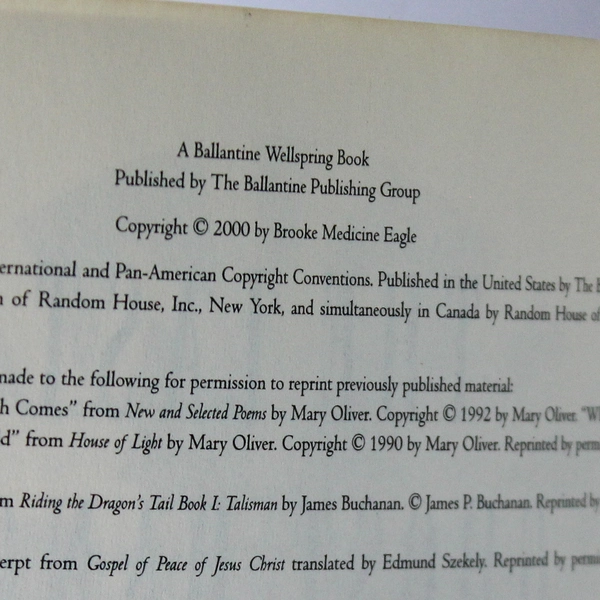 A Ballantine Wellspring Book
Published by The Ballantine Publishing Group
Copyright © 2000 by Brooke Medicine Eagle
ernational and Pan-American Copyright Conventions. Published in the United States by The B
n of Random House, Inc., New York, and simultaneously in Canada by Random House of
made to the following for permission to reprint previously published material:
h Comes" from New and Selected Poems by Mary Oliver. Copyright © 1992 by Mary Oliver. "Wh
d" from House of Light by Mary Oliver. Copyright © 1990 by Mary Oliver. Reprinted by perm
m Riding the Dragon's Tail Book I: Talisman by James Buchanan. © James P. Buchanan. Reprinted by
erpt from Gospel of Peace of Jesus Christ translated by Edmund Szekely. Reprinted by perm